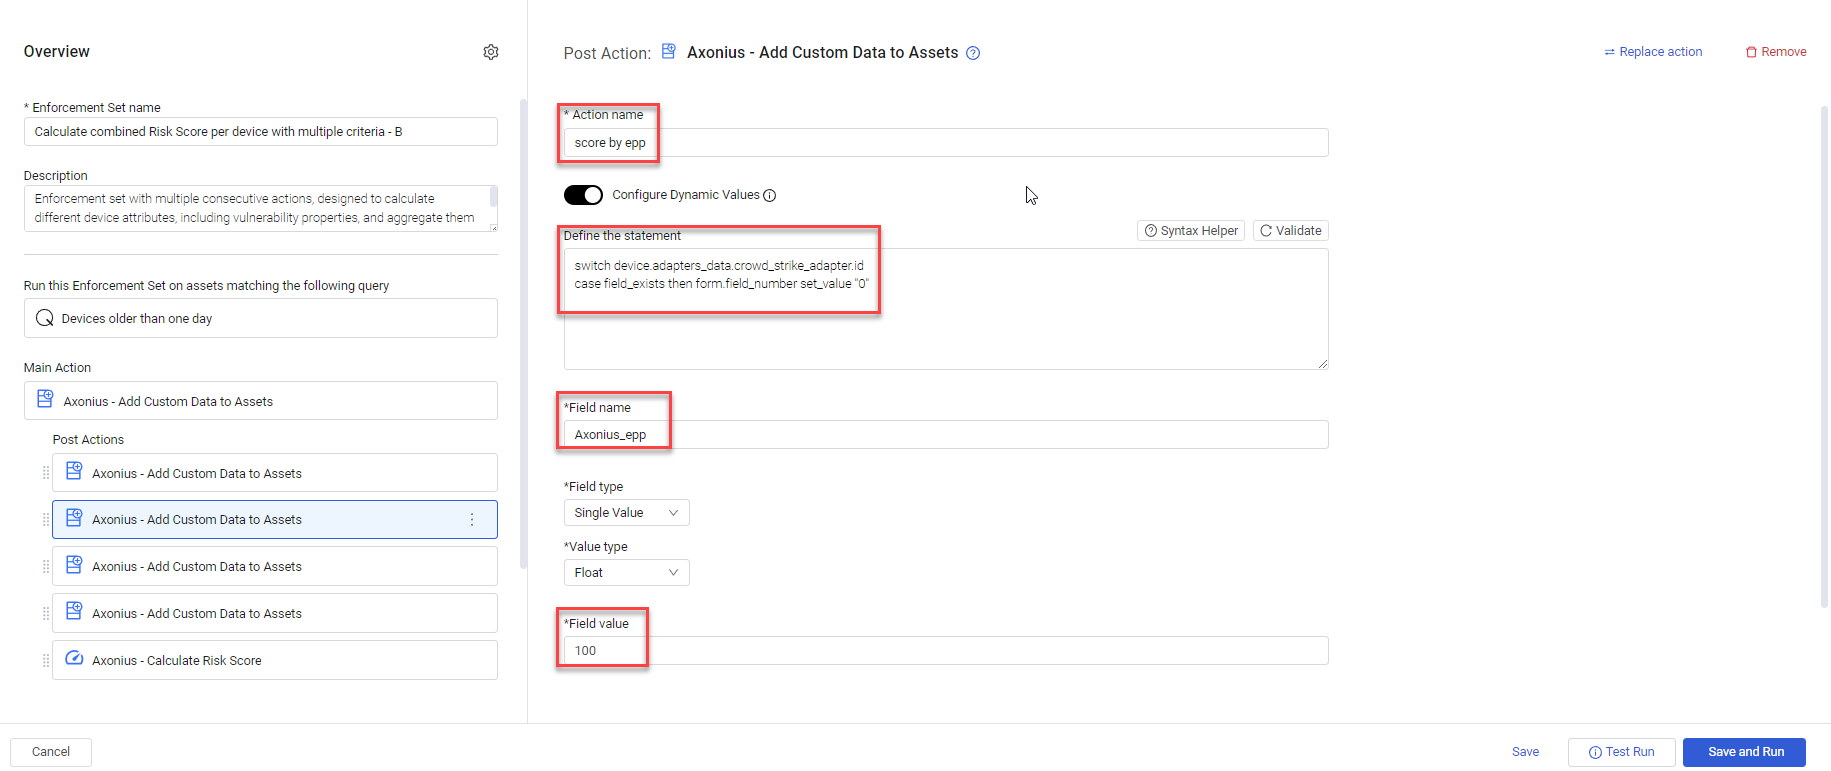 Overview
* Enforcement Set name
Calculate combined Risk Score per device with multiple criteria - B
Description
Enforcement set with multiple consecutive actions, designed to calculate
different device attributes, including vulnerability properties, and aggregate them
Run this Enforcement Set on assets matching the following query
Devices older than one day
Main Action
Axonius - Add Custom Data to Assets
Post Actions
Axonius - Add Custom Data to Assets
Axonius - Add Custom Data to Assets
Axonius - Add Custom Data to Assets
Axonius - Add Custom Data to Assets
Axonius - Calculate Risk Score
Post Action: Axonius - Add Custom Data to Assets
Replace action
Remove
* Action name
score by epp
Configure Dynamic Values
Define the statement
Syntax Helper
Validate
switch device.adapters_data.crowd_strike_adapter.id
case field_exists then form.field_number set_value "0"
*Field name
Axonius_epp
*Field type
Single Value
*Value type
Float
*Field value
100
Cancel
Save
Test Run
Save and Run